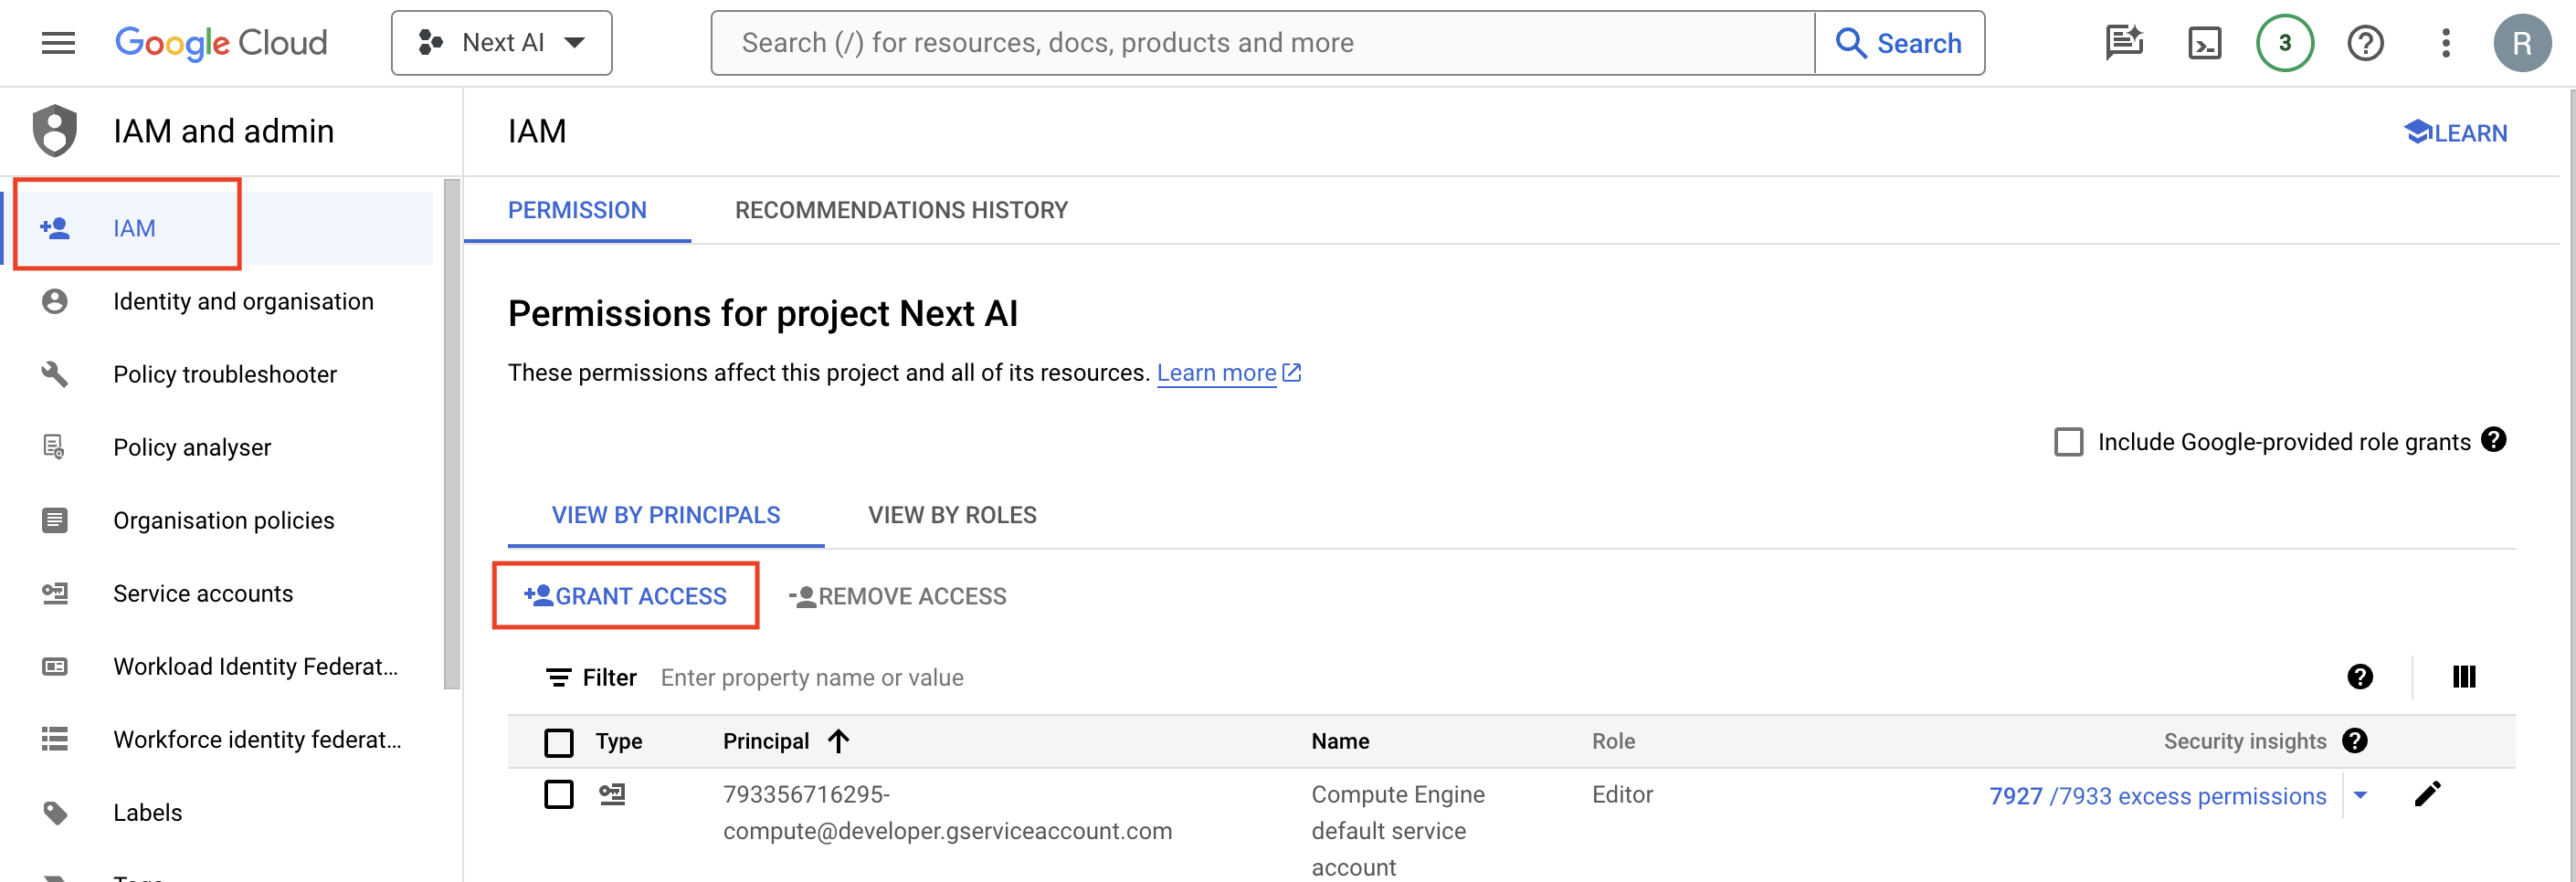 Google Cloud
Next AI
Search (/) for resources, docs, products and more
Search
3
R
IAM and admin
IAM
LEARN
IAM
Identity and organisation
Policy troubleshooter
Policy analyser
Organisation policies
Service accounts
Workload Identity Federat...
Workforce identity federat...
Labels
PERMISSION
RECOMMENDATIONS HISTORY
Permissions for project Next AI
These permissions affect this project and all of its resources. Learn more
Include Google-provided role grants
VIEW BY PRINCIPALS
VIEW BY ROLES
GRANT ACCESS
REMOVE ACCESS
Filter Enter property name or value
Type Principal Name Role Security insights
793356716295-
compute@developer.gserviceaccount.com
Compute Engine
default service
account
Editor
7927 /7933 excess permissions